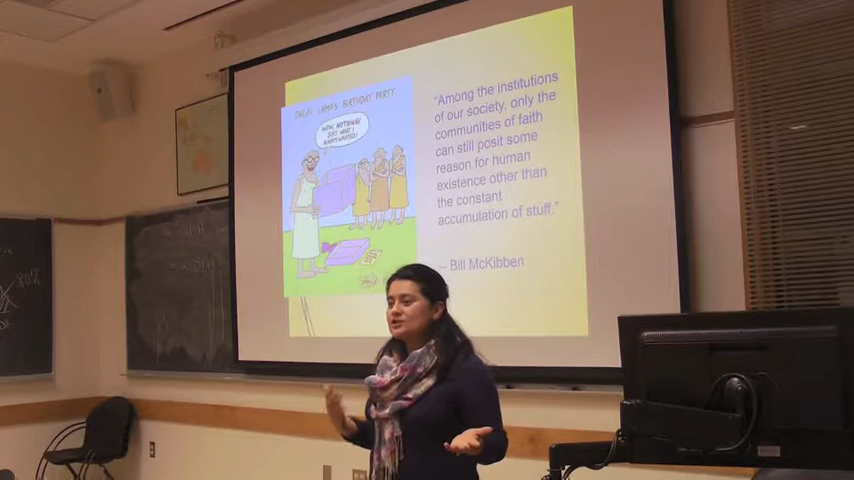 DALAI LAMA'S BIRTHDAY PARTY
WOW, NOTHING!
JUST WHAT I
ALWAYS WANTED!
"Among the institutions
of our society, only the
communities of faith
can still posit some
reason for human
existence other than
the constant
accumulation of stuff."
– Bill McKibben